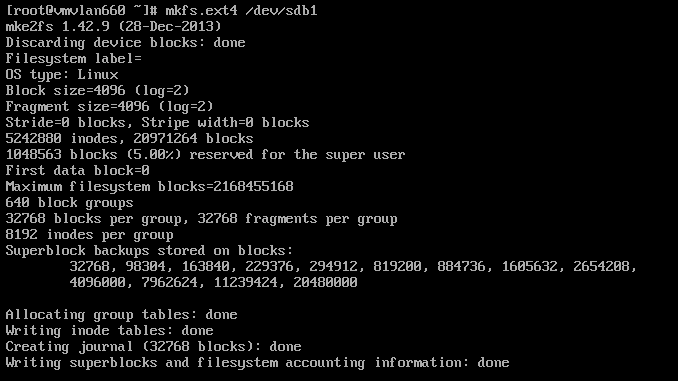 [root@vmvlan660 ~]# mkfs.ext4 /dev/sdb1
mke2fs 1.42.9 (28-Dec-2013)
Discarding device blocks: done
Filesystem label=
OS type: Linux
Block size=4096 (log=2)
Fragment size=4096 (log=2)
Stride=0 blocks, Stripe width=0 blocks
5242880 inodes, 20971264 blocks
1048563 blocks (5.00%) reserved for the super user
First data block=0
Maximum filesystem blocks=2168455168
640 block groups
32768 blocks per group, 32768 fragments per group
8192 inodes per group
Superblock backups stored on blocks:
        32768, 98304, 163840, 229376, 294912, 819200, 884736, 1605632, 2654208,
        4096000, 7962624, 11239424, 20480000

Allocating group tables: done
Writing inode tables: done
Creating journal (32768 blocks): done
Writing superblocks and filesystem accounting information: done